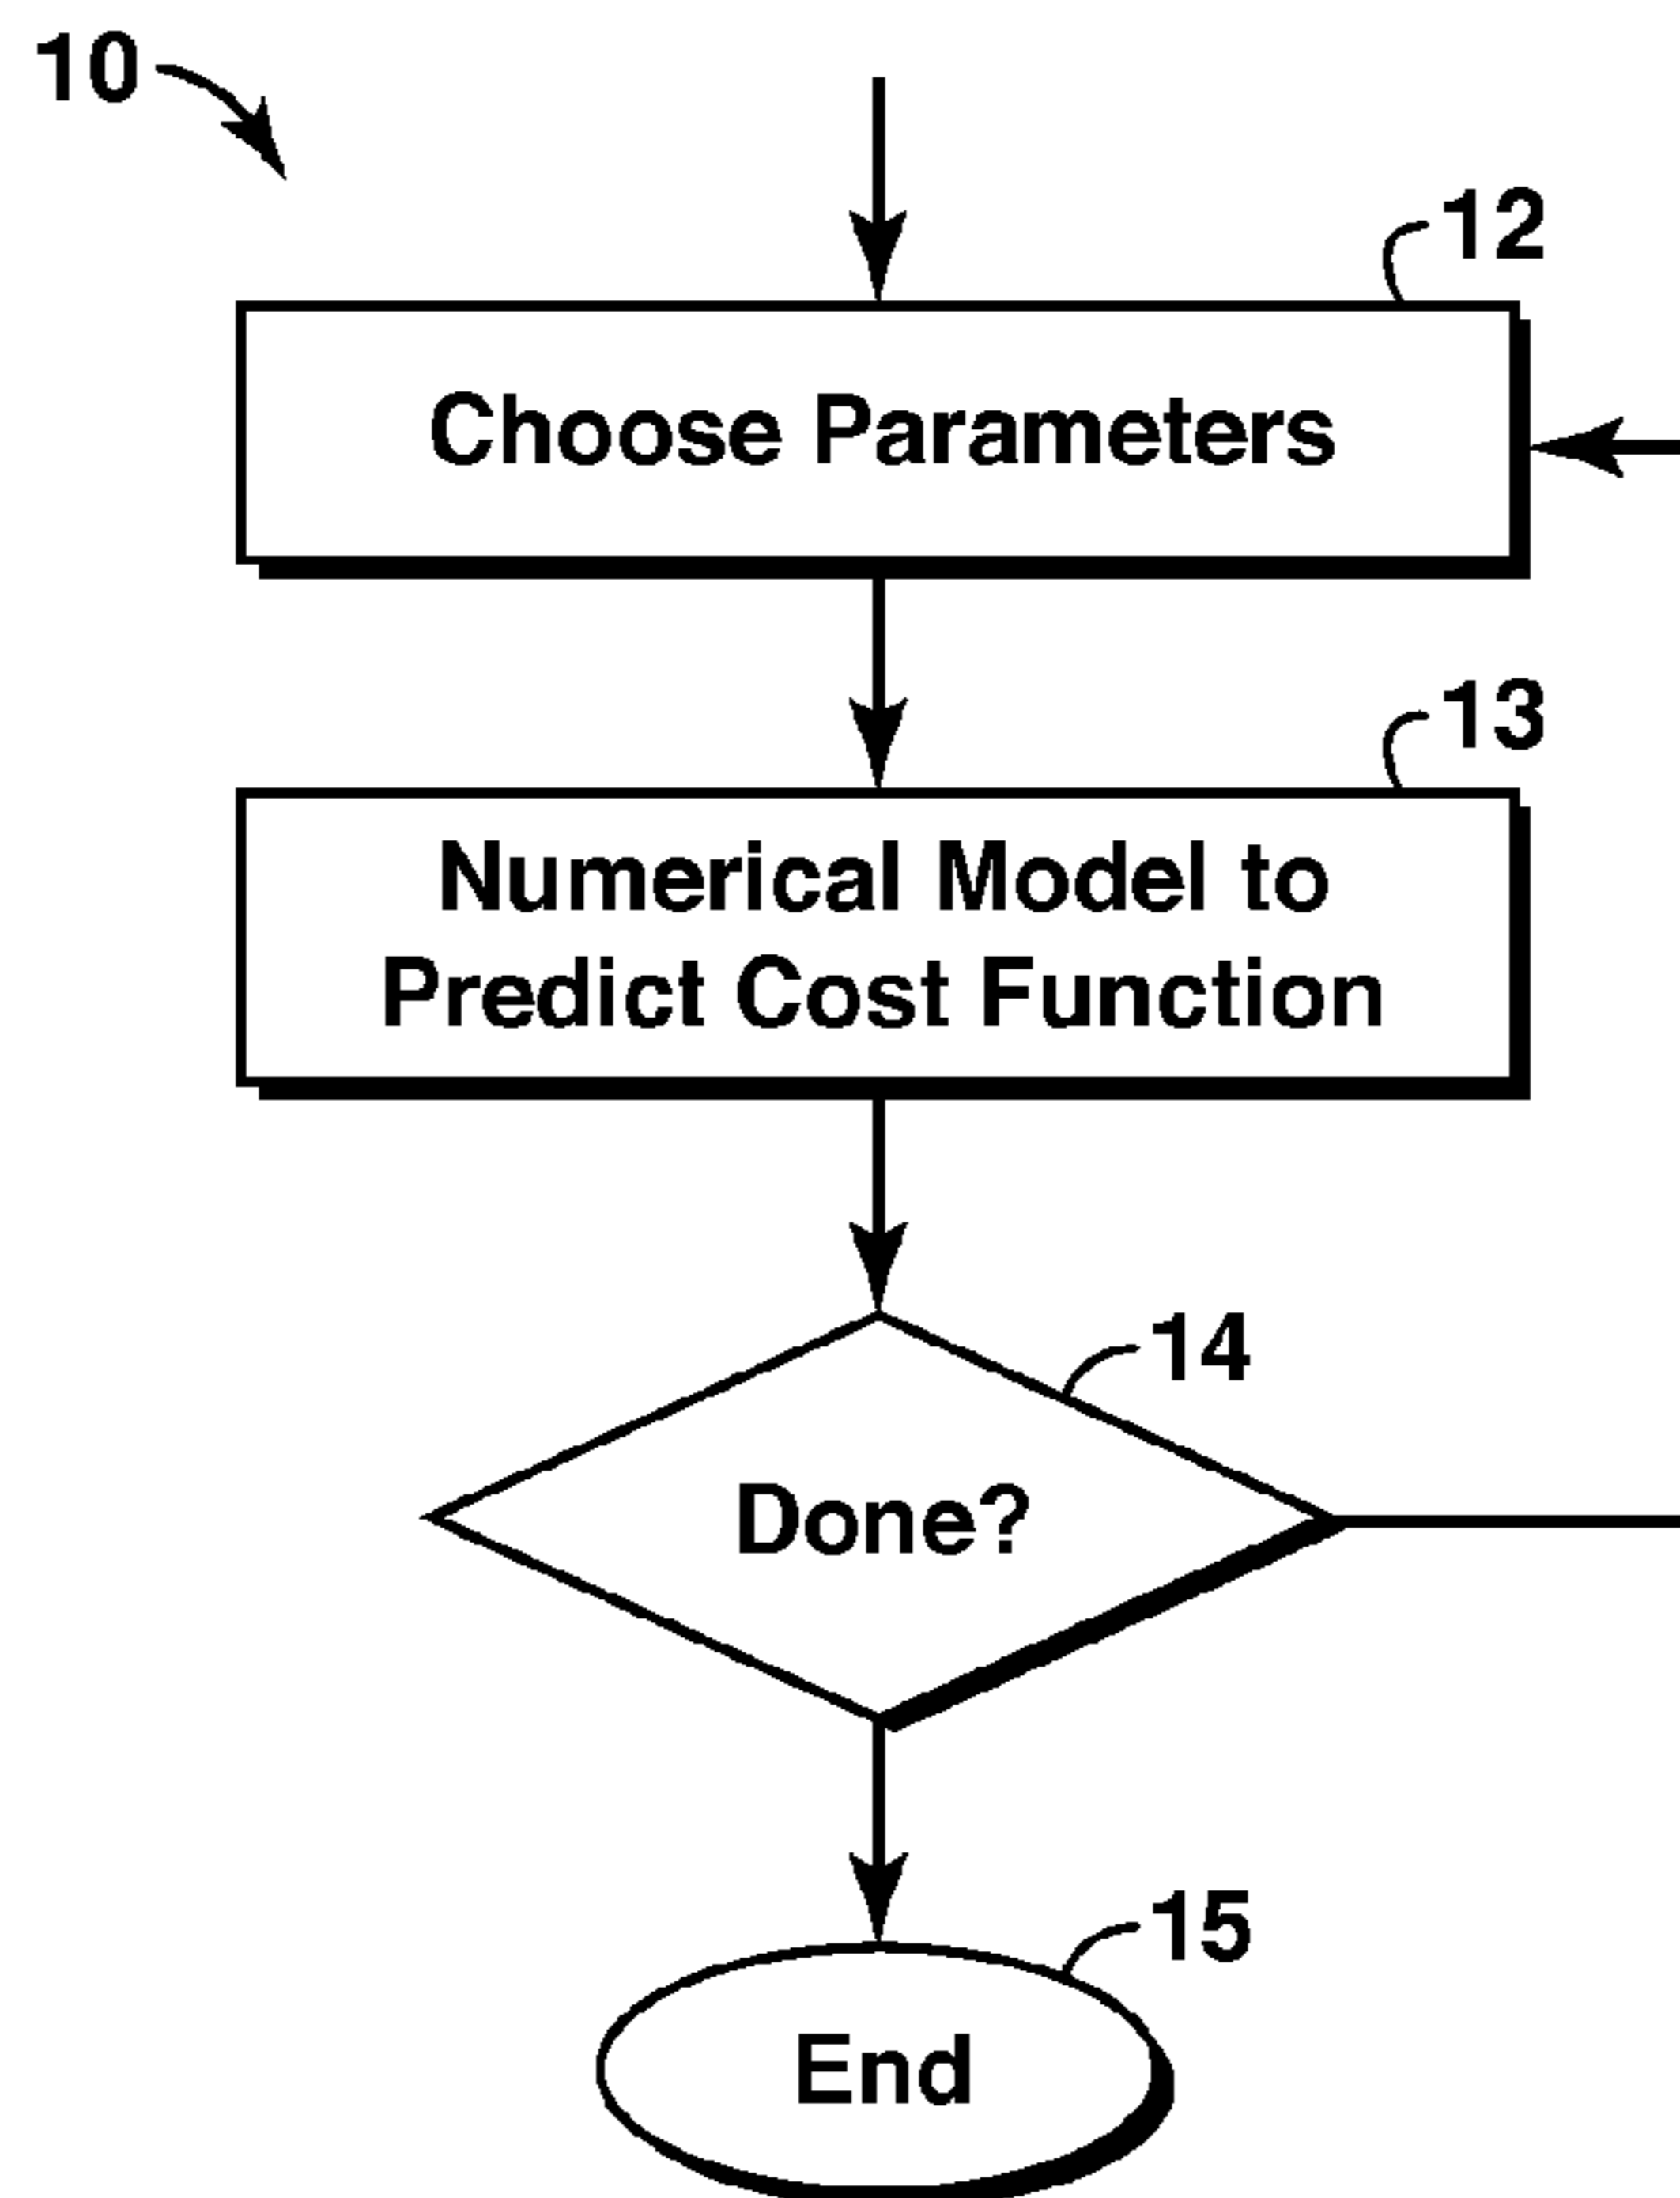 10
12
Choose Parameters
13
Numerical Model to
Predict Cost Function
14
Done?
15
End